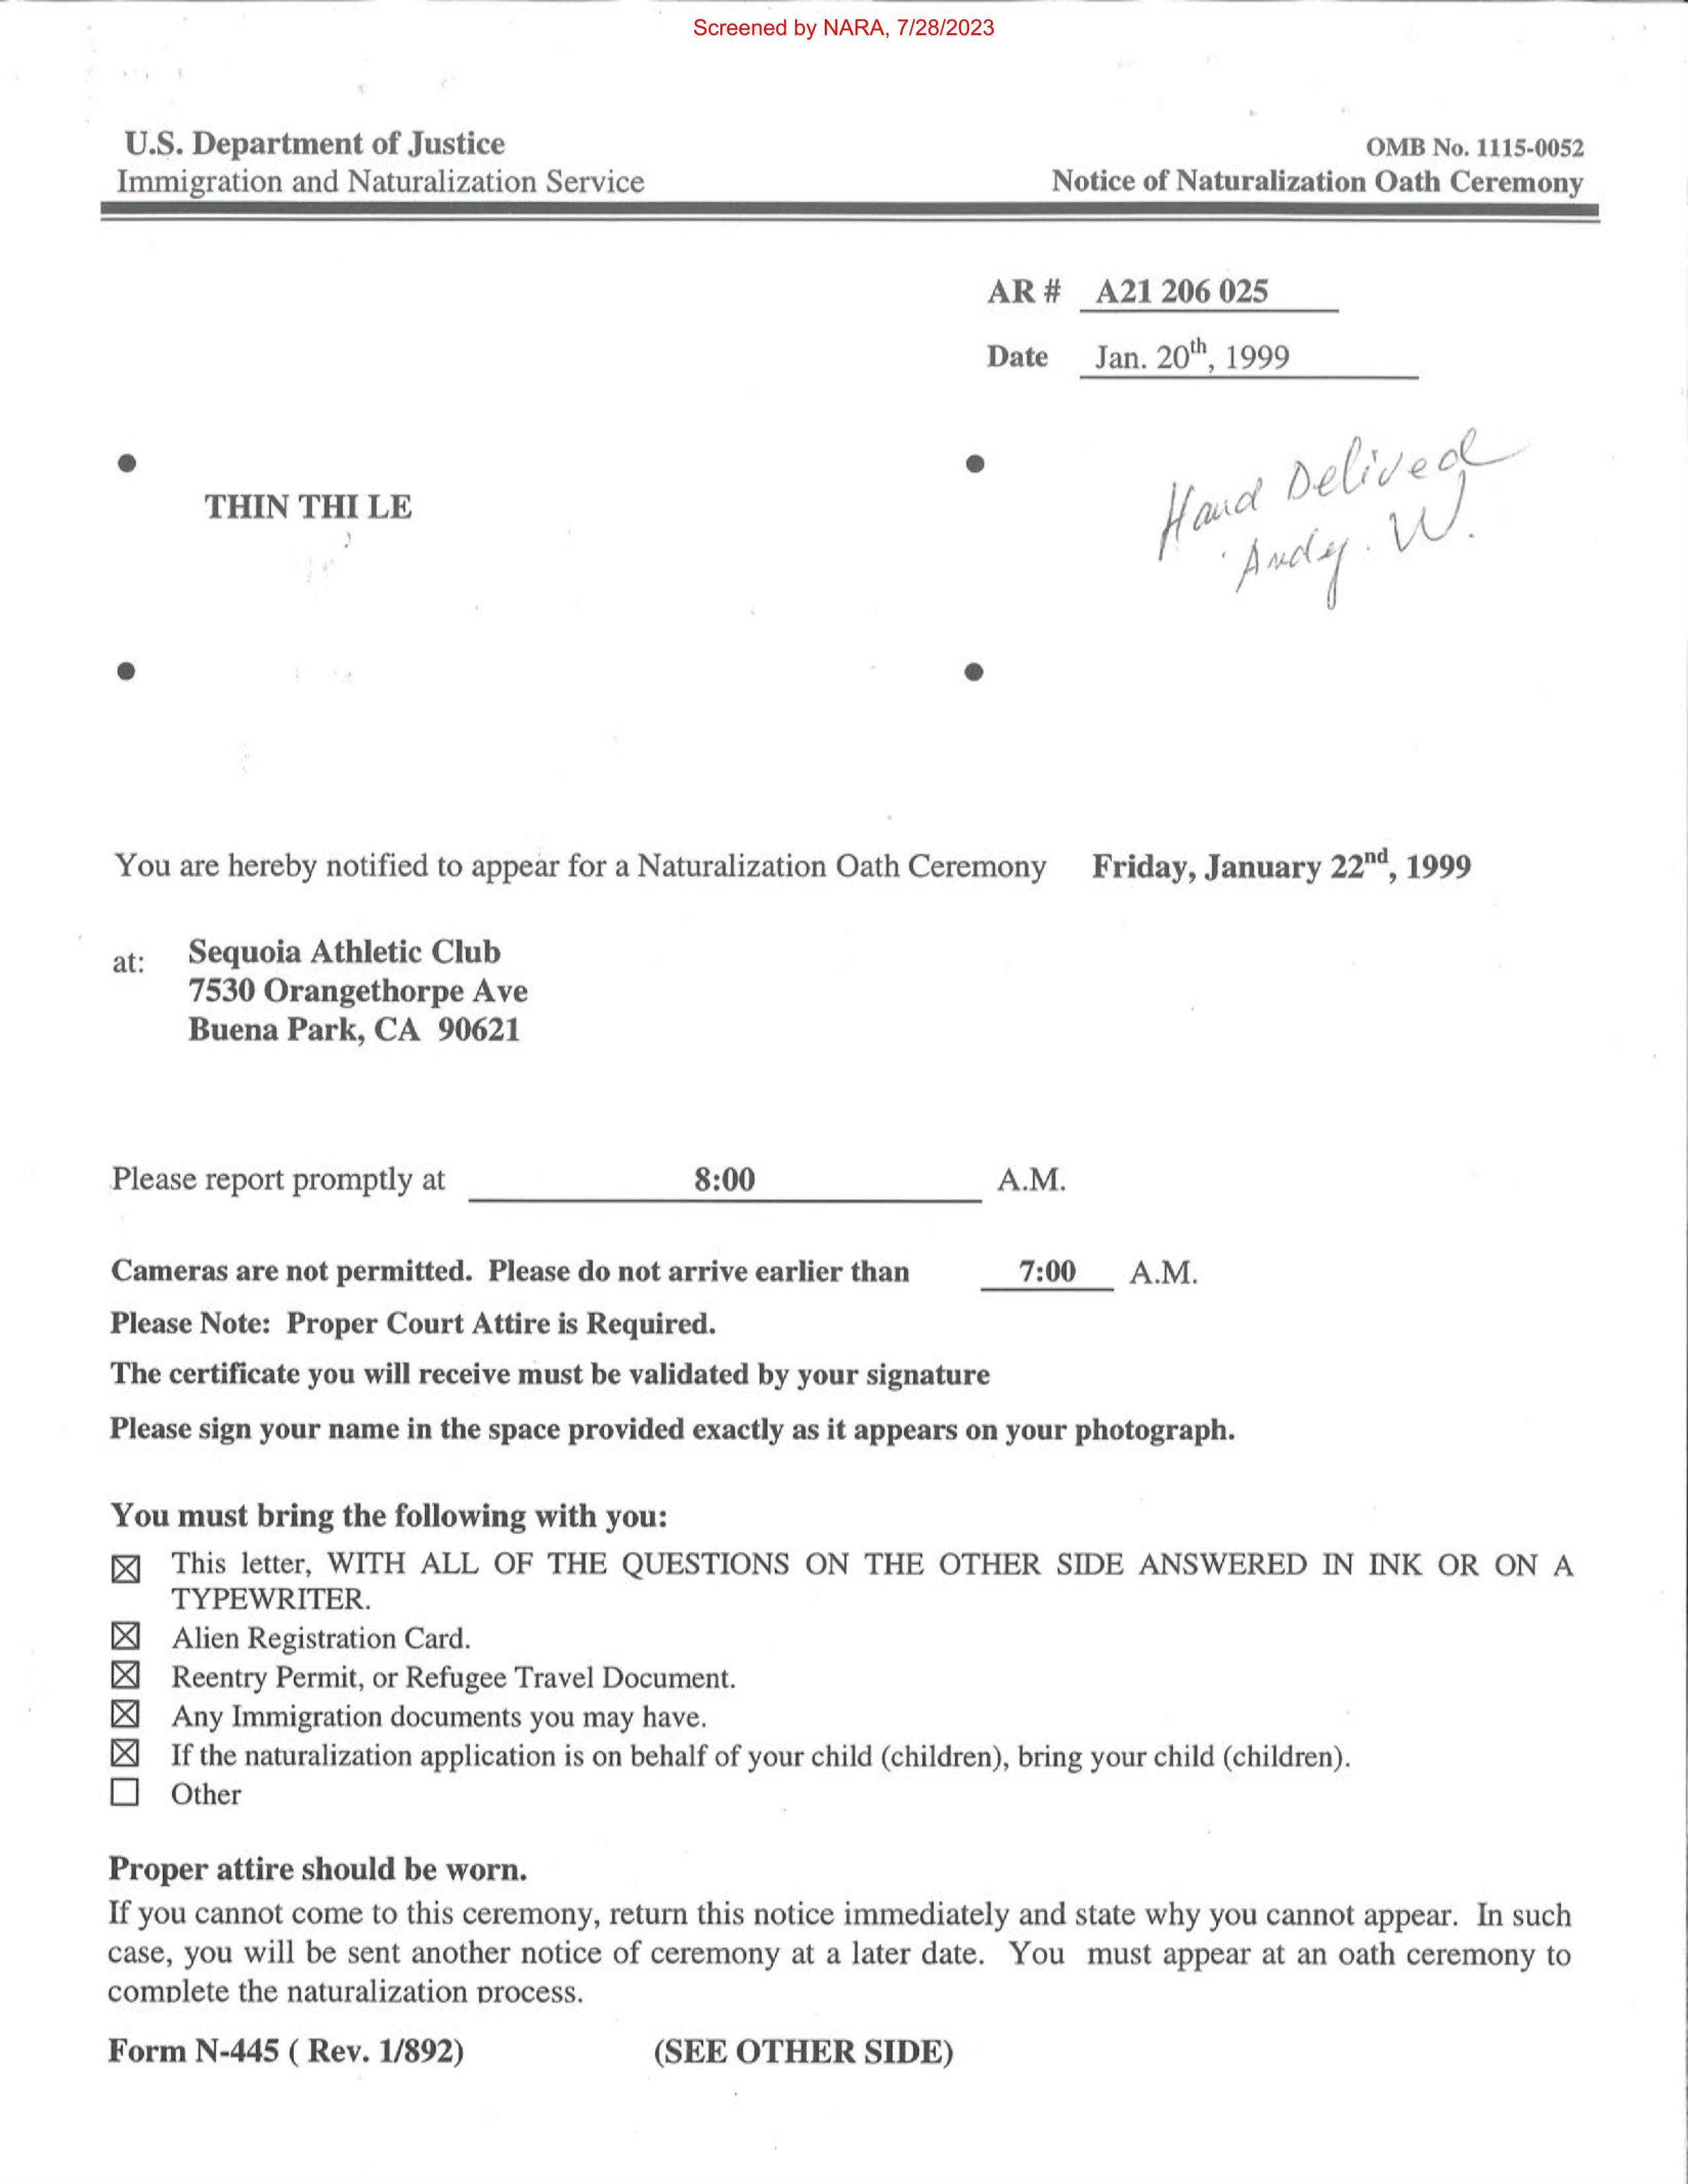 Screened by NARA, 7/28/2023
U.S. Department of Justice
OMB No. 1115-0052
Immigration and Naturalization Service
Notice of Naturalization Oath Ceremony
AR # A21 206 025
Date Jan. 20th, 1999
THIN THI LE
Hand Delived
Andy. W.
You are hereby notified to appear for a Naturalization Oath Ceremony Friday, January 22nd, 1999
at: Sequoia Athletic Club
7530 Orangethorpe Ave
Buena Park, CA 90621
Please report promptly at 8:00 A.M.
Cameras are not permitted. Please do not arrive earlier than 7:00 A.M.
Please Note: Proper Court Attire is Required.
The certificate you will receive must be validated by your signature
Please sign your name in the space provided exactly as it appears on your photograph.
You must bring the following with you:
☒ This letter, WITH ALL OF THE QUESTIONS ON THE OTHER SIDE ANSWERED IN INK OR ON A
TYPEWRITER.
☒ Alien Registration Card.
☒ Reentry Permit, or Refugee Travel Document.
☒ Any Immigration documents you may have.
☒ If the naturalization application is on behalf of your child (children), bring your child (children).
☐ Other
Proper attire should be worn.
If you cannot come to this ceremony, return this notice immediately and state why you cannot appear. In such
case, you will be sent another notice of ceremony at a later date. You must appear at an oath ceremony to
complete the naturalization process.
Form N-445 ( Rev. 1/892) (SEE OTHER SIDE)